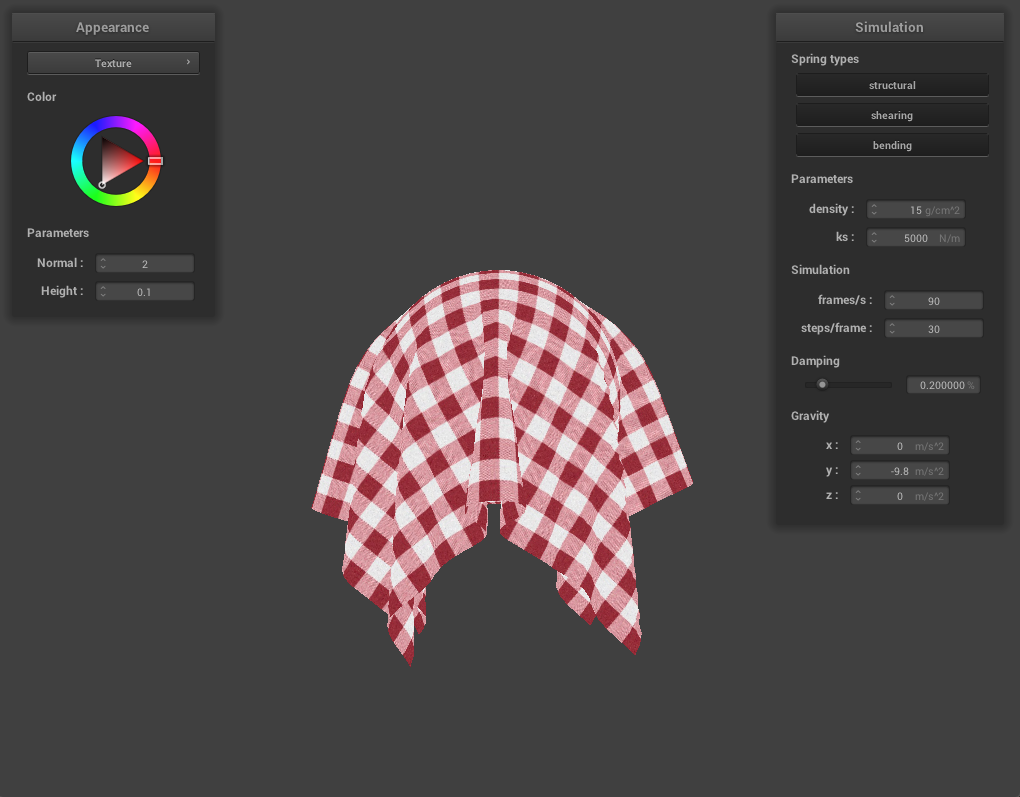 Appearance
Texture
Color
Parameters
Normal : 2
Height : 0.1
Simulation
Spring types
structural
shearing
bending
Parameters
density : 15 g/cm^2
ks : 5000 N/m
Simulation
frames/s : 90
steps/frame : 30
Damping
0.200000 %
Gravity
x : 0 m/s^2
y : -9.8 m/s^2
z : 0 m/s^2